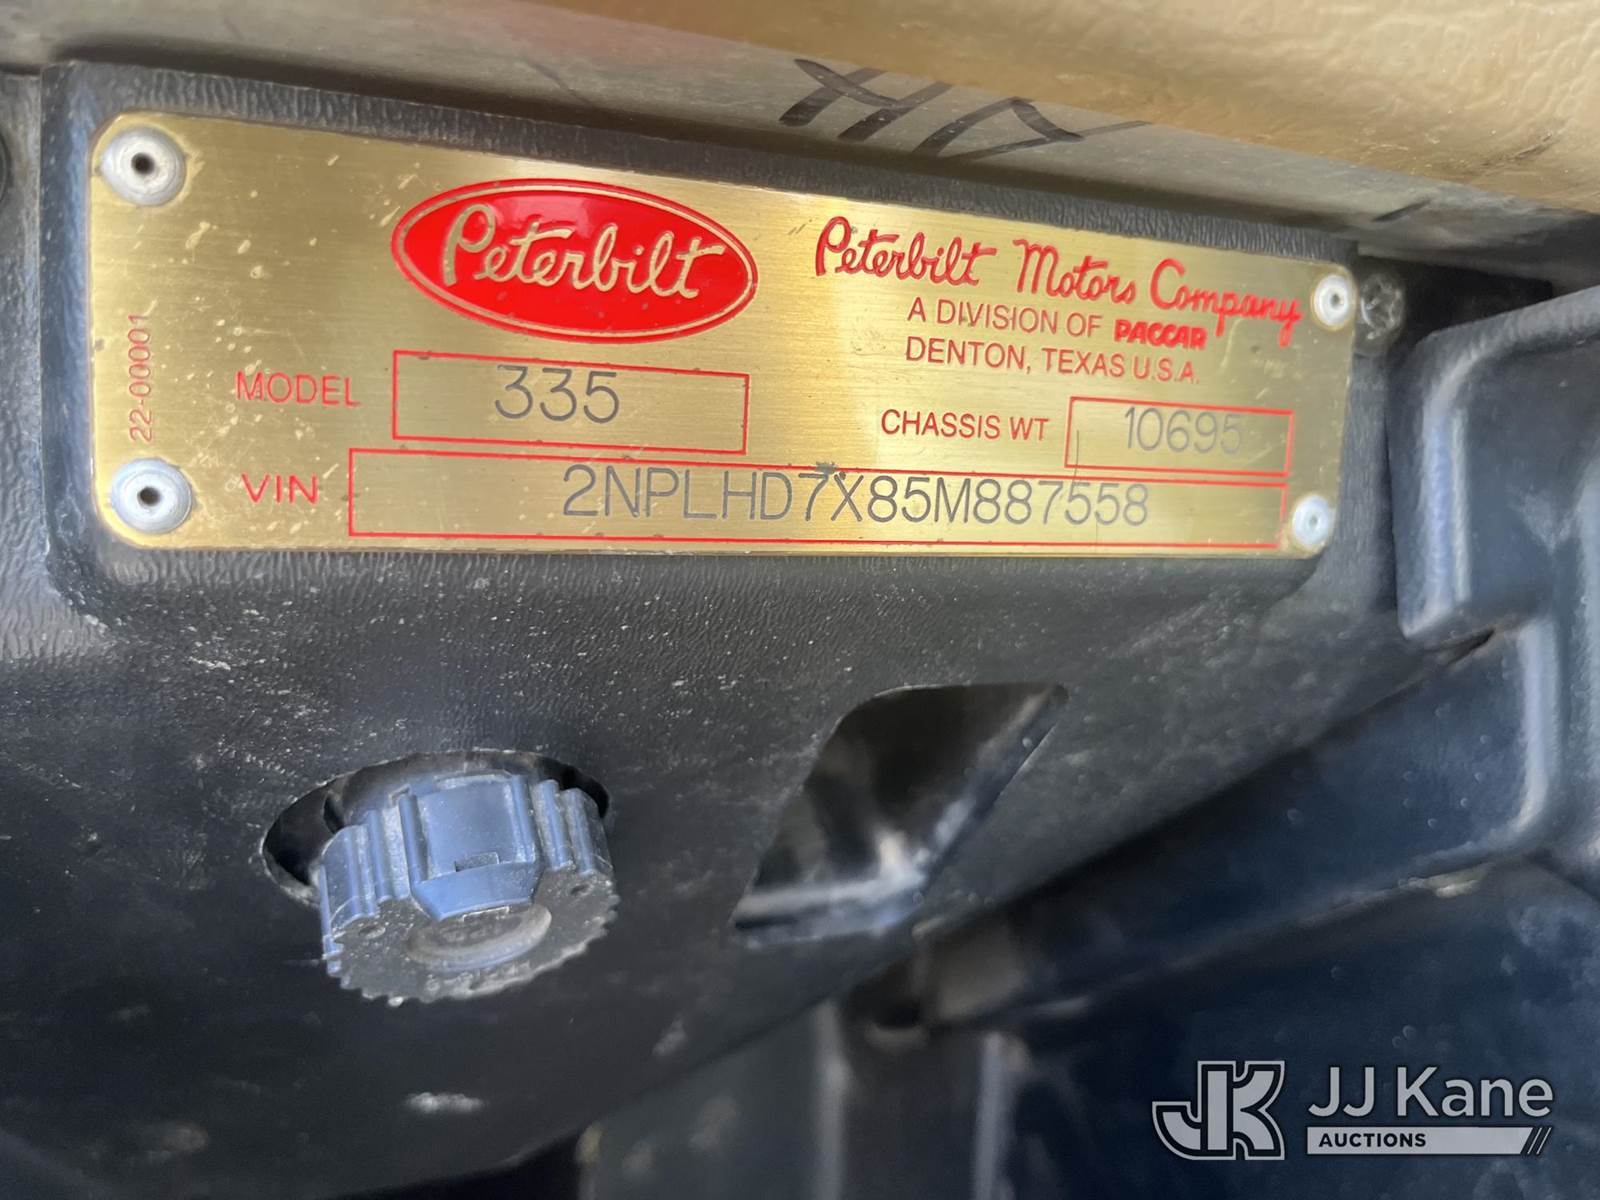 Peterbilt
Peterbilt Motors Company
A DIVISION OF PACCAR
DENTON, TEXAS U.S.A.
22-00001
MODEL 335
CHASSIS WT 10695
VIN 2NPLHD7X85M887558
JK JJ Kane
AUCTIONS